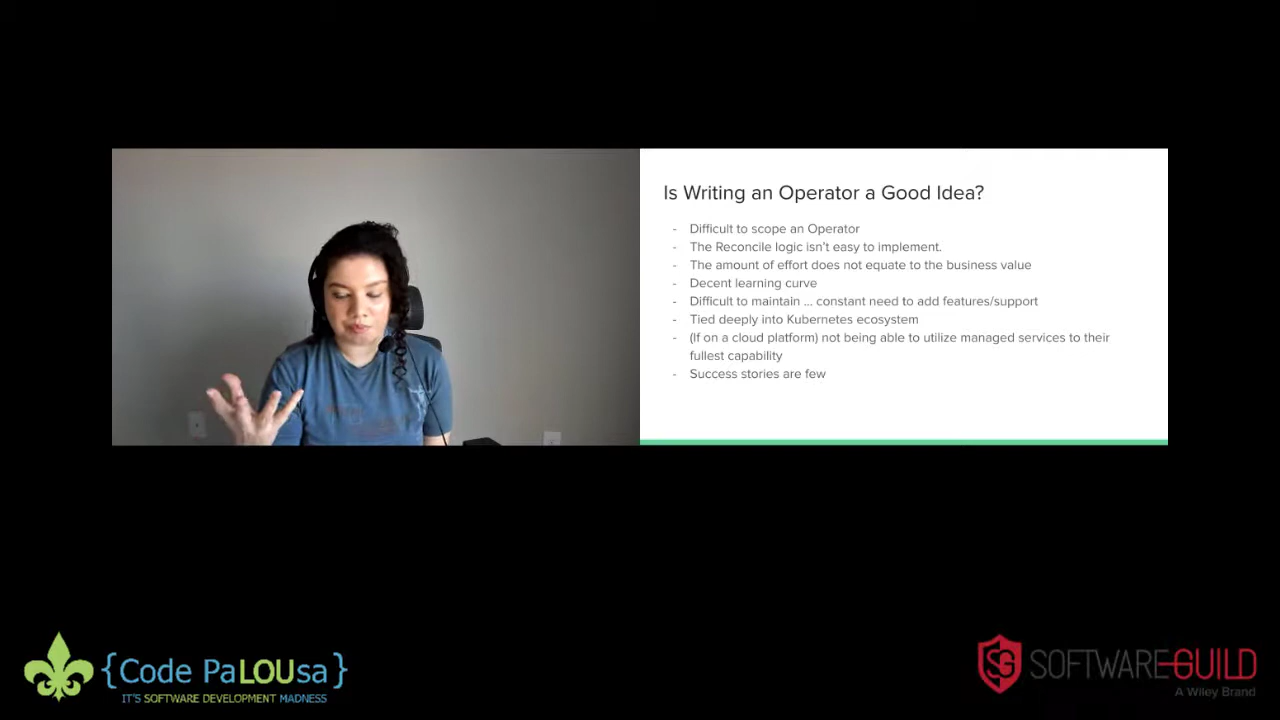 Is Writing an Operator a Good Idea?
- Difficult to scope an Operator
- The Reconcile logic isn't easy to implement.
- The amount of effort does not equate to the business value
- Decent learning curve
- Difficult to maintain ... constant need to add features/support
- Tied deeply into Kubernetes ecosystem
- (If on a cloud platform) not being able to utilize managed services to their
fullest capability
- Success stories are few
{Code PaLOUsa}
IT'S SOFTWARE DEVELOPMENT MADNESS
SG SOFTWARE GUILD
A Wiley Brand